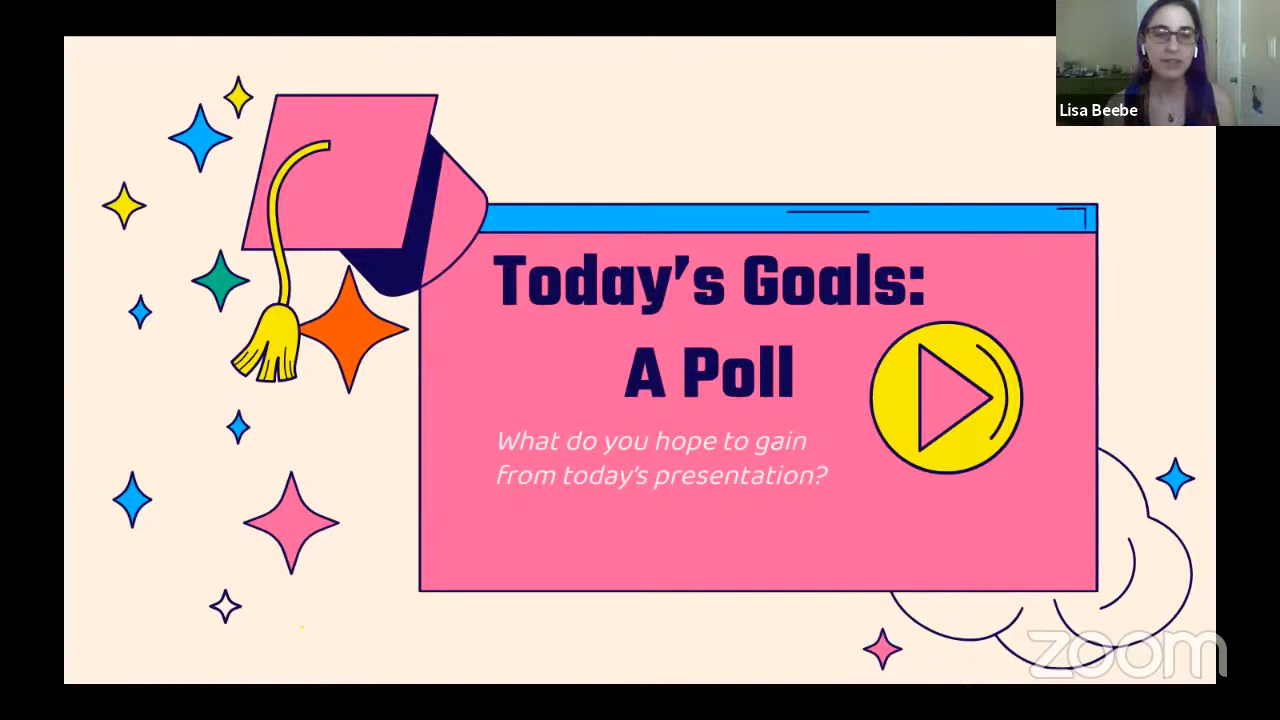 Lisa Beebe
Today's Goals:
A Poll
What do you hope to gain
from today's presentation?
zoom